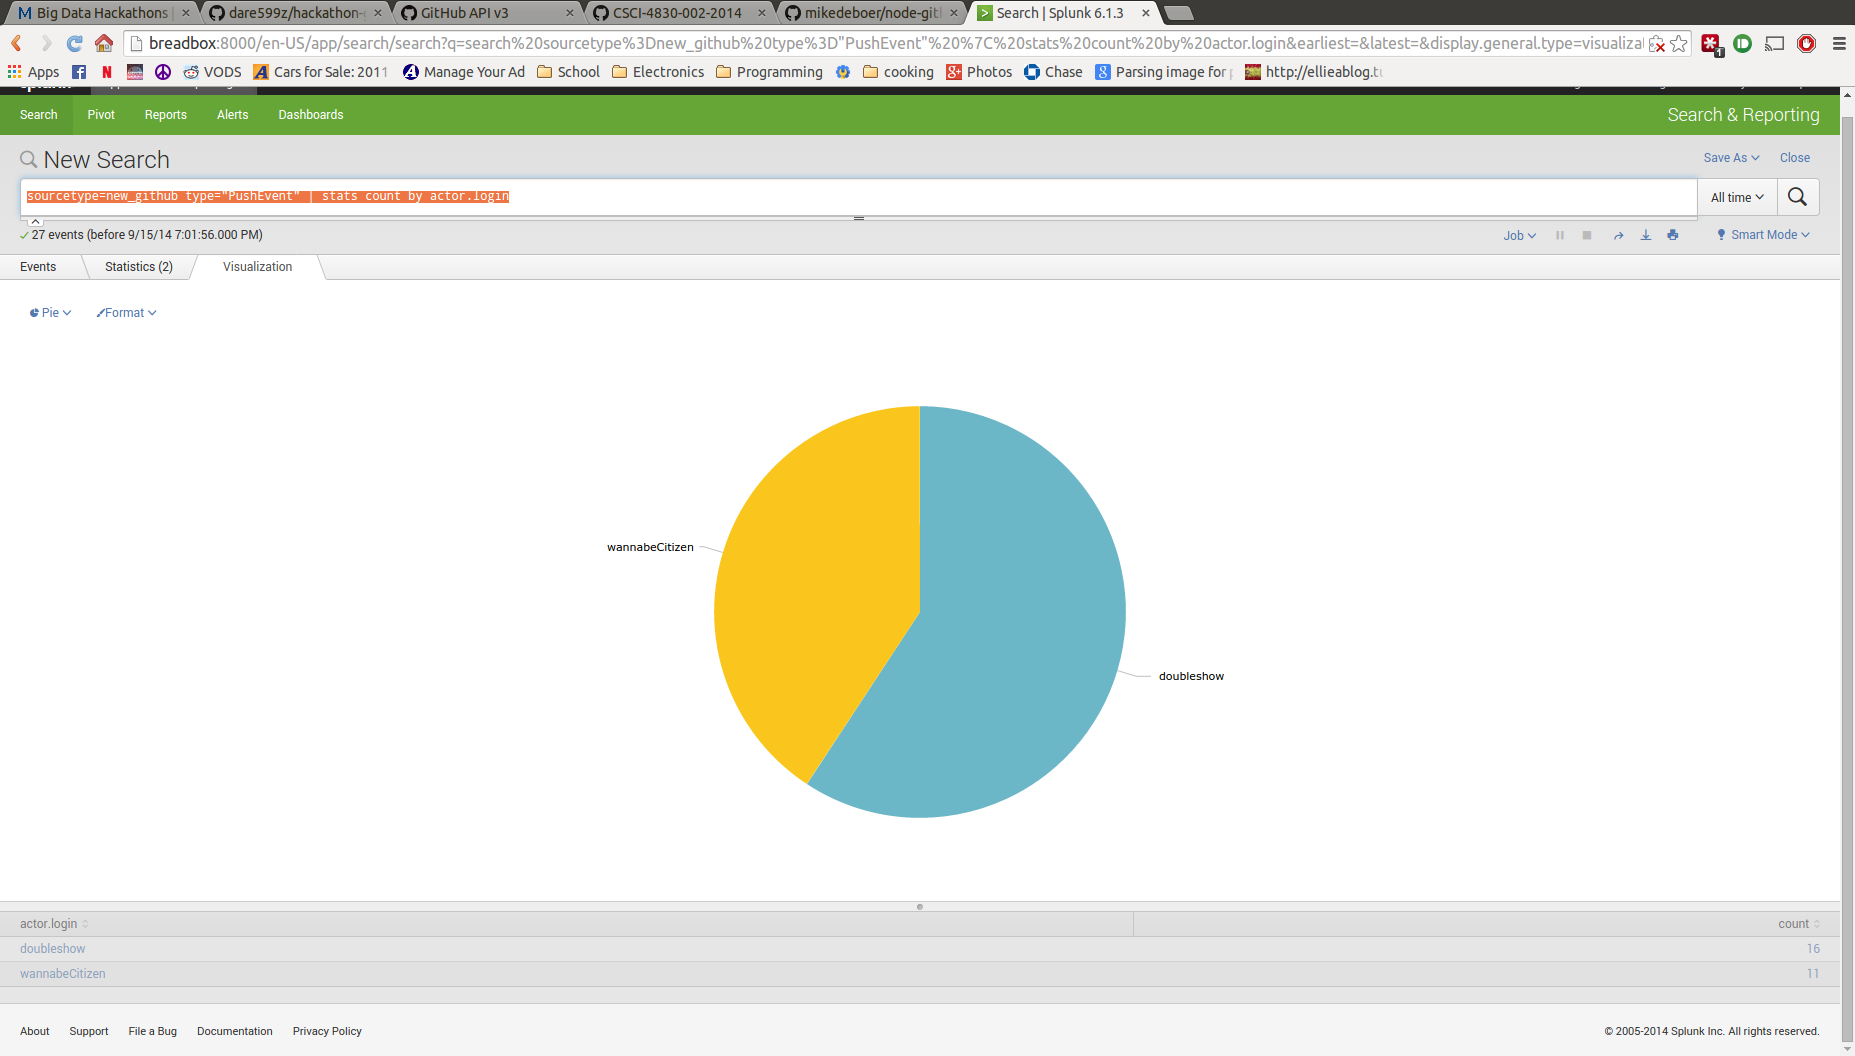 Big Data Hackathons |
dare599z/hackathon-
GitHub API v3
CSCI-4830-002-2014
mikedeboer/node-git
Search | Splunk 6.1.3
breadbox:8000/en-US/app/search/search?q=search%20sourcetype%3Dnew_github%20type%3D"PushEvent"%20%7C%20stats%20count%20by%20actor.login&earliest=&latest=&display.general.type=visualiza
Apps VODS Cars for Sale: 2011 Manage Your Ad School Electronics Programming cooking Photos Chase Parsing image for http://ellieablog.tu
Search Pivot Reports Alerts Dashboards Search & Reporting
New Search Save As Close
sourcetype=new_github type="PushEvent" | stats count by actor.login All time
27 events (before 9/15/14 7:01:56.000 PM) Job Smart Mode
Events Statistics (2) Visualization
Pie Format
wannabeCitizen
doubleshow
actor.login count
doubleshow 16
wannabeCitizen 11
About Support File a Bug Documentation Privacy Policy © 2005-2014 Splunk Inc. All rights reserved.